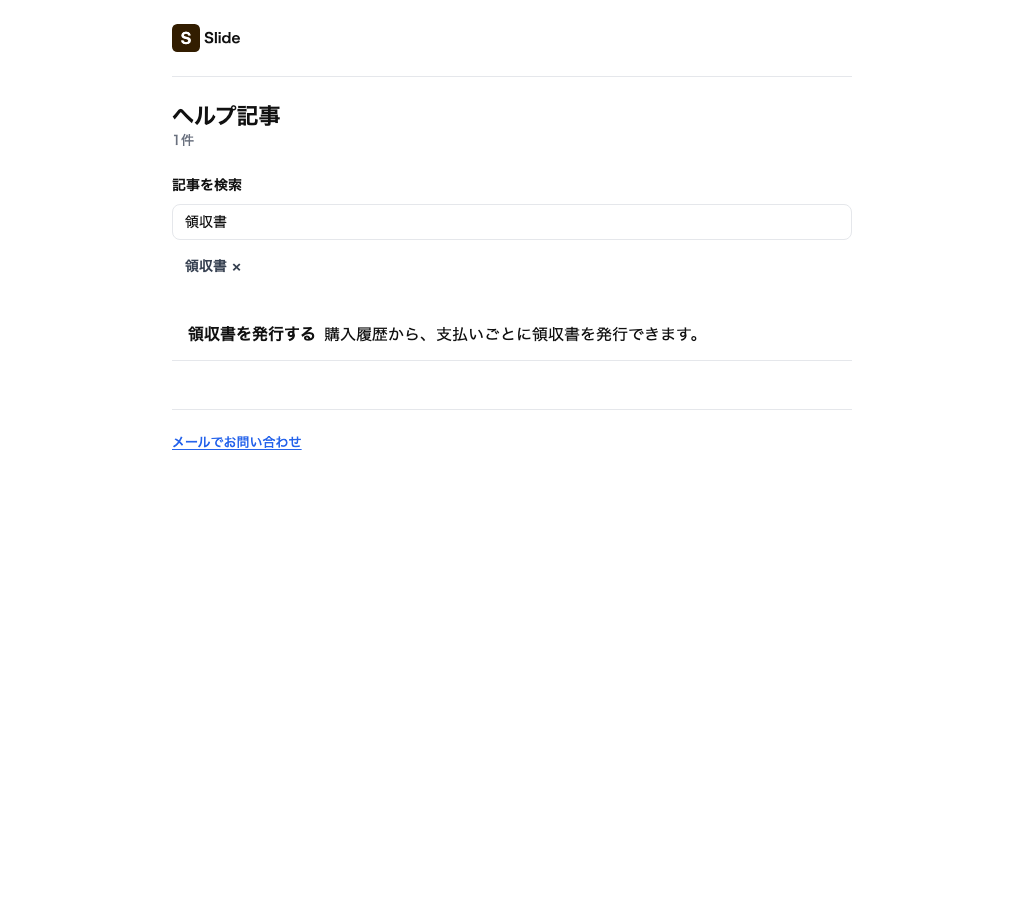 S Slide
ヘルプ記事
1件
記事を検索
領収書
領収書 ×
領収書を発行する 購入履歴から、支払いごとに領収書を発行できます。
メールでお問い合わせ